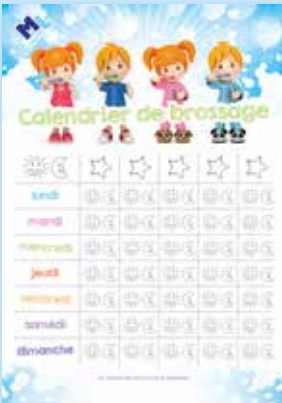 Calendrier de brossage
lundi
mardi
mercredi
jeudi
vendredi
samedi
dimanche